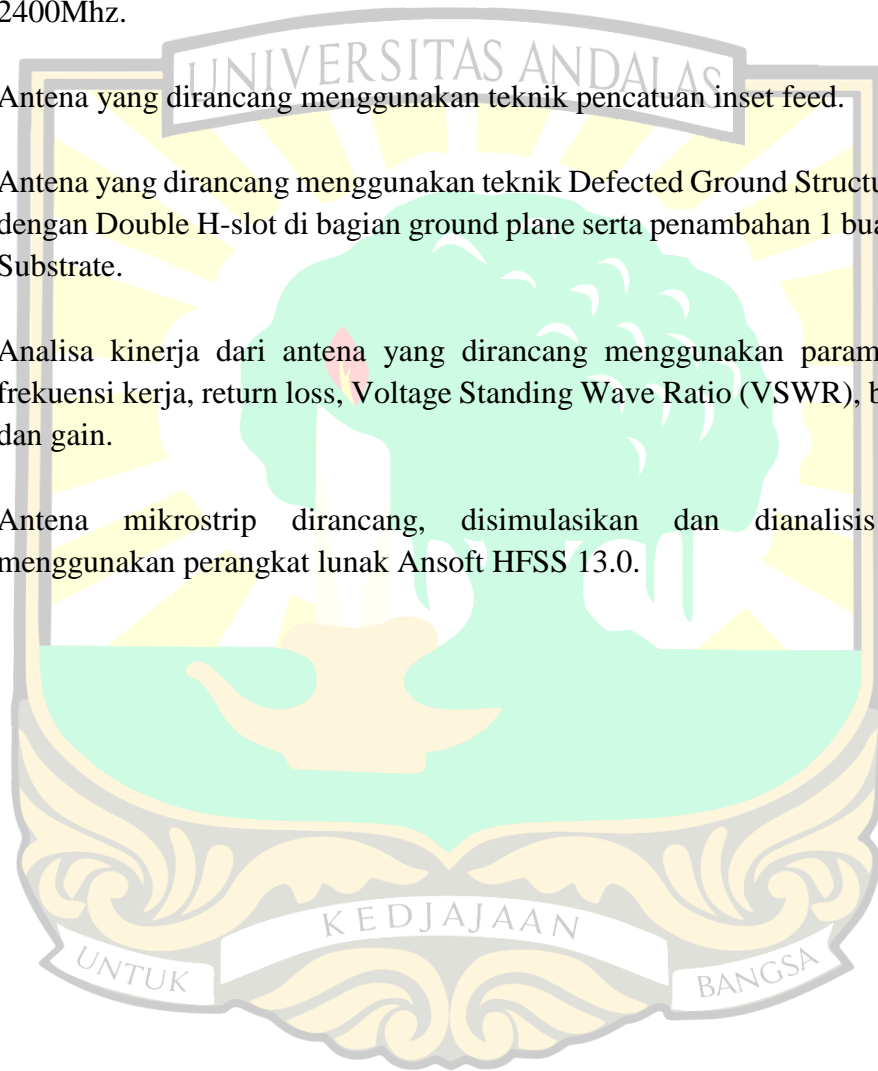 2400Mhz.
UNIVERSITAS ANDALAS
Antena yang dirancang menggunakan teknik pencatuan inset feed.
Antena yang dirancang menggunakan teknik Defected Ground
dengan Double H-slot di bagian ground plane serta penambahan 1
Substrate.
Analisa kinerja dari antena yang dirancang menggunakan
frekuensi kerja, return loss, Voltage Standing Wave Ratio (VSWR),
dan gain.
Antena mikrostrip dirancang, disimulasikan dan dianalisis
menggunakan perangkat lunak Ansoft HFSS 13.0.
KEDJAJAAN
UNTUK
BANGSA